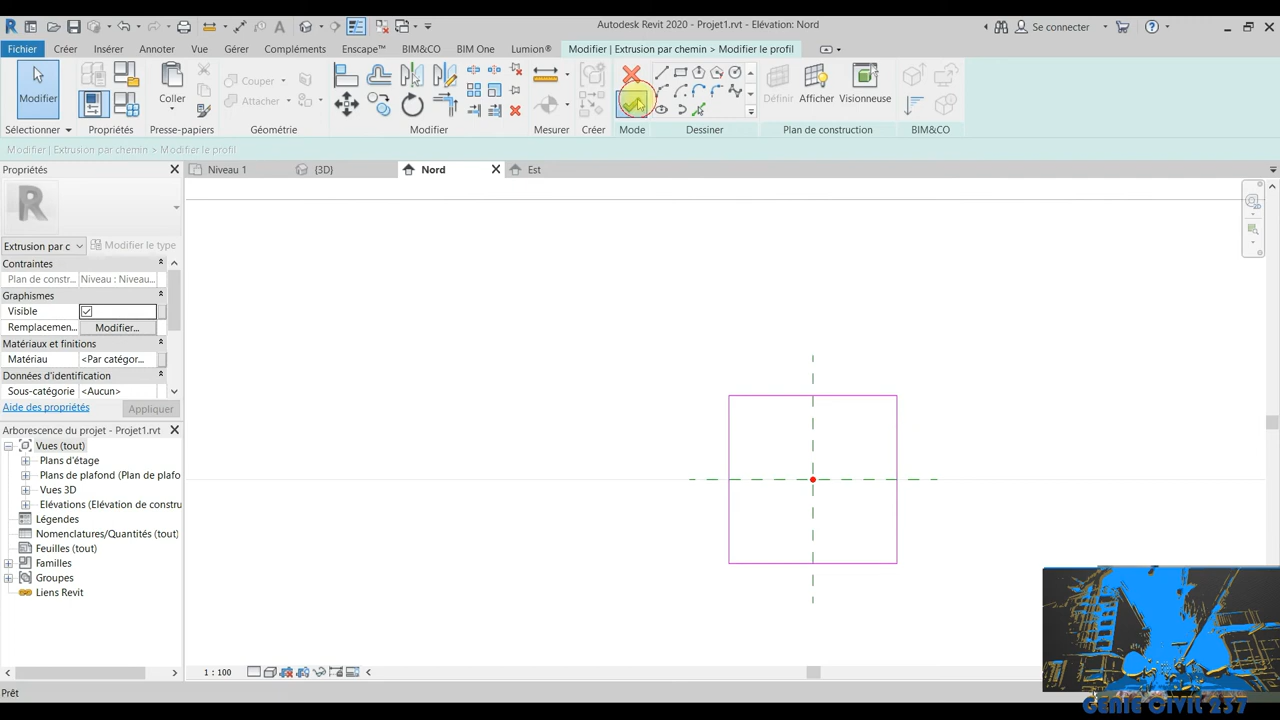 Autodesk Revit 2020 - Projet1.rvt - Elévation: Nord
Se connecter
Fichier Créer Insérer Annoter Vue Gérer Compléments Enscape™ BIM&CO BIM One Lumion® Modifier | Extrusion par chemin > Modifier le profil
Modifier
Coller
Couper
Attacher
Définir Afficher Visionneuse
Sélectionner Propriétés Presse-papiers Géométrie Modifier Mesurer Créer Mode Dessiner Plan de construction BIM&CO
Modifier | Extrusion par chemin > Modifier le profil
Propriétés
Niveau 1 (3D) Nord Est
R
Extrusion par c Modifier le type
Contraintes
Plan de constr... Niveau : Niveau...
Graphismes
Visible
Remplacemen... Modifier...
Matériaux et finitions
Matériau <Par catégor...
Données d'identification
Sous-catégorie <Aucun>
Aide des propriétés Appliquer
Arborescence du projet - Projet1.rvt
Vues (tout)
Plans d'étage
Plans de plafond (Plan de plafo
Vues 3D
Elévations (Elévation de constru
Légendes
Nomenclatures/Quantités (tout)
Feuilles (tout)
Familles
Groupes
Liens Revit
1 : 100
Prêt
GENIE CIVIL 237